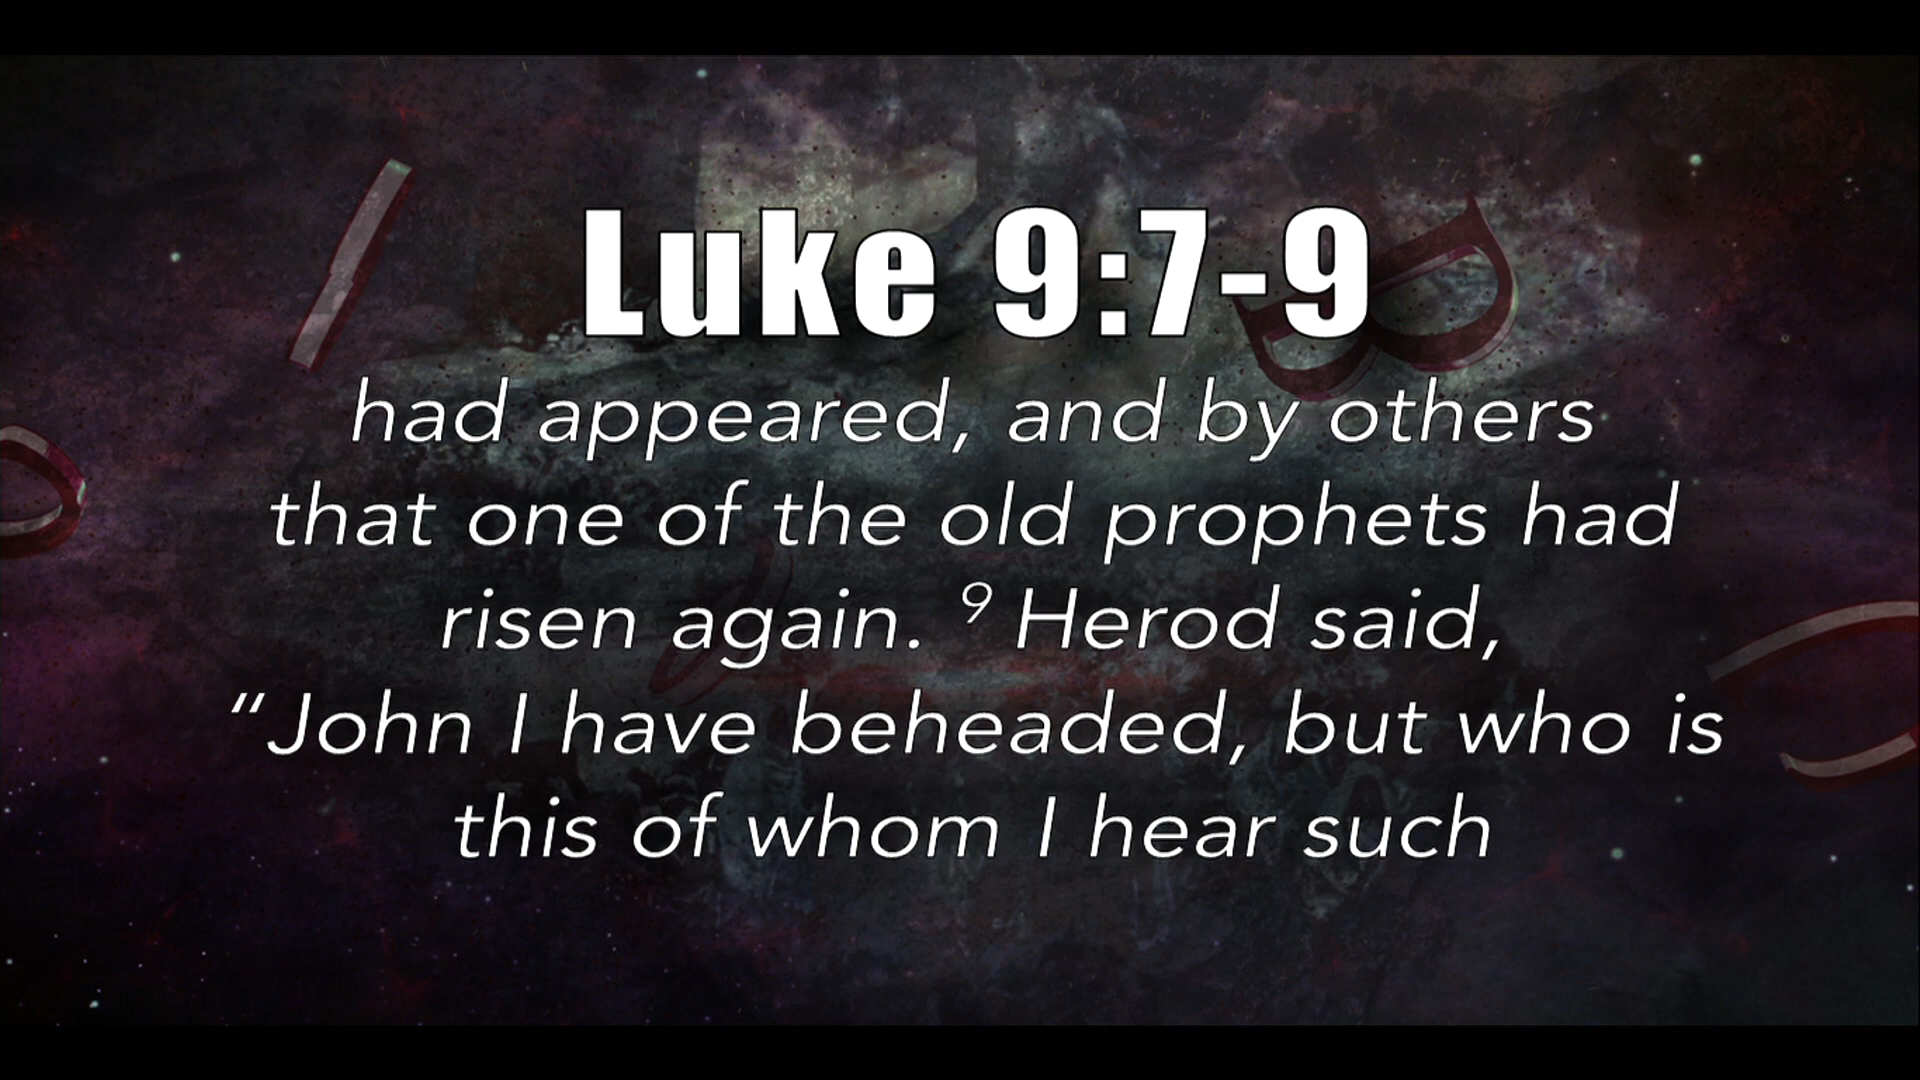 Luke 9:7-9
had appeared, and by others
that one of the old prophets had
risen again. ⁹ Herod said,
“John I have beheaded, but who is
this of whom I hear such